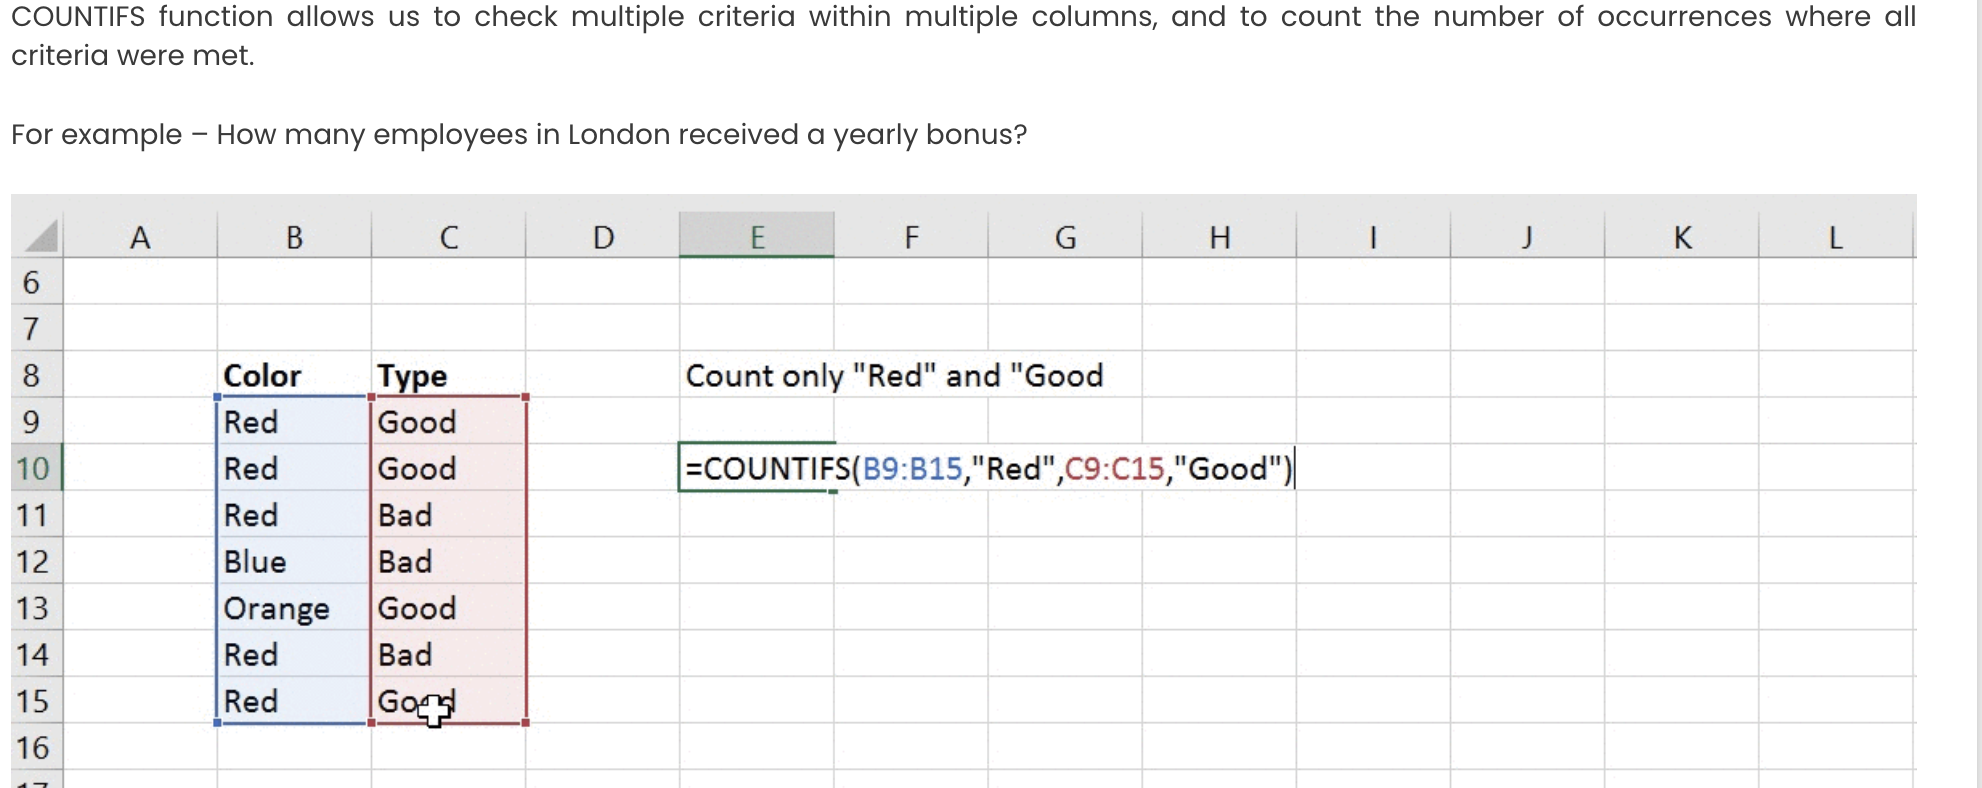 COUNTIFS function allows us to check multiple criteria within multiple columns, and to count the number of occurrences where all
criteria were met.
For example – How many employees in London received a yearly bonus?
A B C D E F G H I J K L
6
7
8 Color Type Count only "Red" and "Good
9 Red Good
10 Red Good =COUNTIFS(B9:B15,"Red",C9:C15,"Good")
11 Red Bad
12 Blue Bad
13 Orange Good
14 Red Bad
15 Red Good
16
17